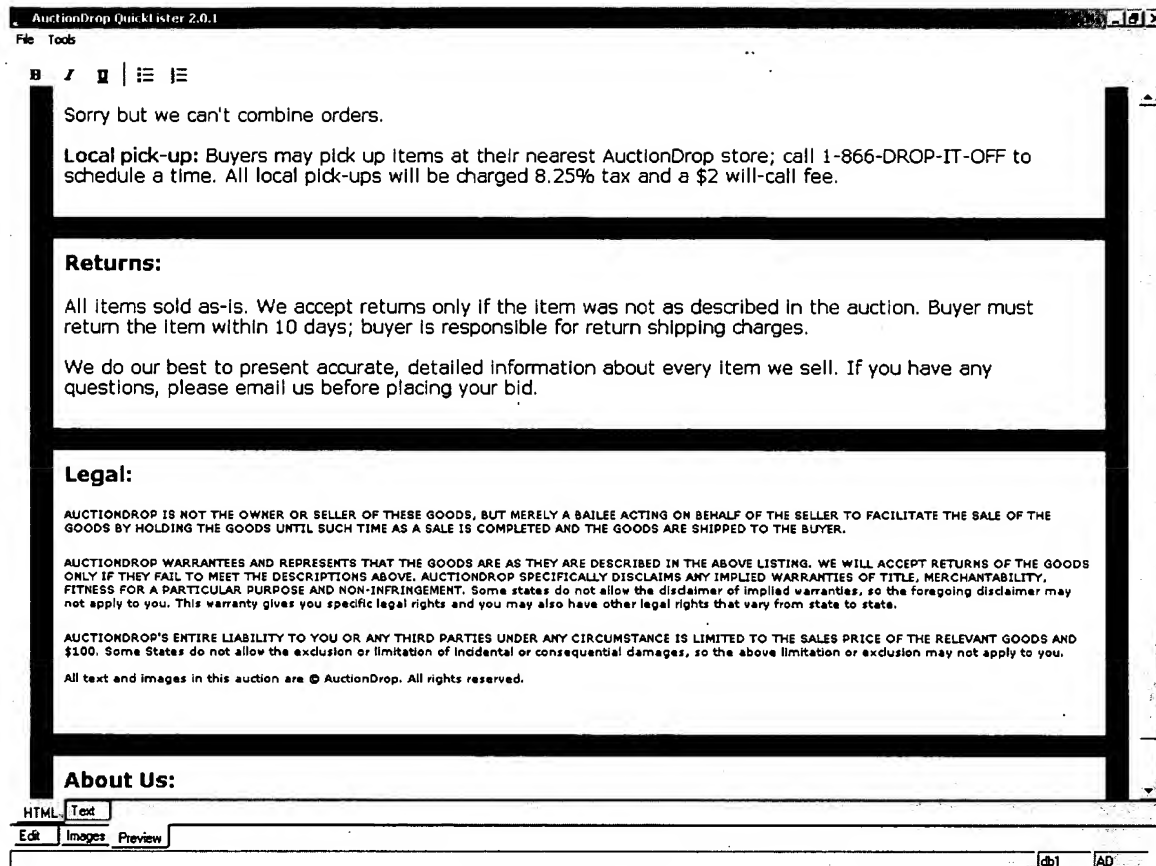 AuctionDrop QuickLister 2.0.1
File Tools
B I U
Sorry but we can't combine orders.
Local pick-up: Buyers may pick up items at their nearest AuctionDrop store; call 1-866-DROP-IT-OFF to
schedule a time. All local pick-ups will be charged 8.25% tax and a $2 will-call fee.
Returns:
All items sold as-is. We accept returns only if the item was not as described in the auction. Buyer must
return the item within 10 days; buyer is responsible for return shipping charges.
We do our best to present accurate, detailed information about every item we sell. If you have any
questions, please email us before placing your bid.
Legal:
AUCTIONDROP IS NOT THE OWNER OR SELLER OF THESE GOODS, BUT MERELY A BAILEE ACTING ON BEHALF OF THE SELLER TO FACILITATE THE SALE OF THE
GOODS BY HOLDING THE GOODS UNTIL SUCH TIME AS A SALE IS COMPLETED AND THE GOODS ARE SHIPPED TO THE BUYER.
AUCTIONDROP WARRANTEES AND REPRESENTS THAT THE GOODS ARE AS THEY ARE DESCRIBED IN THE ABOVE LISTING. WE WILL ACCEPT RETURNS OF THE GOODS
ONLY IF THEY FAIL TO MEET THE DESCRIPTIONS ABOVE. AUCTIONDROP SPECIFICALLY DISCLAIMS ANY IMPLIED WARRANTIES OF TITLE, MERCHANTABILITY,
FITNESS FOR A PARTICULAR PURPOSE AND NON-INFRINGEMENT. Some states do not allow the disclaimer of implied warranties, so the foregoing disclaimer may
not apply to you. This warranty gives you specific legal rights and you may also have other legal rights that vary from state to state.
AUCTIONDROP'S ENTIRE LIABILITY TO YOU OR ANY THIRD PARTIES UNDER ANY CIRCUMSTANCE IS LIMITED TO THE SALES PRICE OF THE RELEVANT GOODS AND
$100. Some States do not allow the exclusion or limitation of incidental or consequential damages, so the above limitation or exclusion may not apply to you.
All text and images in this auction are © AuctionDrop. All rights reserved.
About Us:
HTML Text
Edit Images Preview
db1 AD